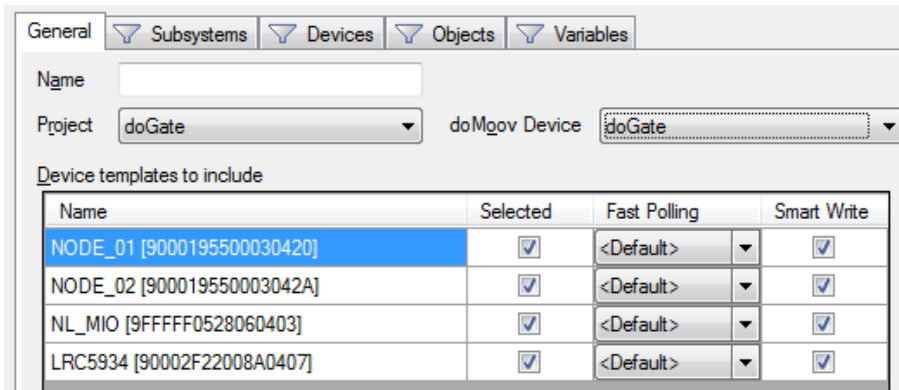 General Subsystems Devices Objects Variables
Name
Project doGate doMoov Device doGate
Device templates to include
Name Selected Fast Polling Smart Write
NODE_01 [9000195500030420] <Default>
NODE_02 [900019550003042A] <Default>
NL_MIO [9FFFFF0528060403] <Default>
LRC5934 [90002F22008A0407] <Default>